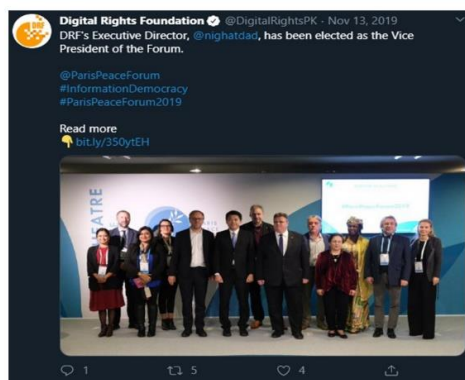 Digital Rights Foundation @DigitalRightsPK · Nov 13, 2019
DRF's Executive Director, @nighatdad, has been elected as the Vice
President of the Forum.
@ParisPeaceForum
#InformationDemocracy
#ParisPeaceForum2019
Read more
👇bit.ly/350ytEH
1 5 4